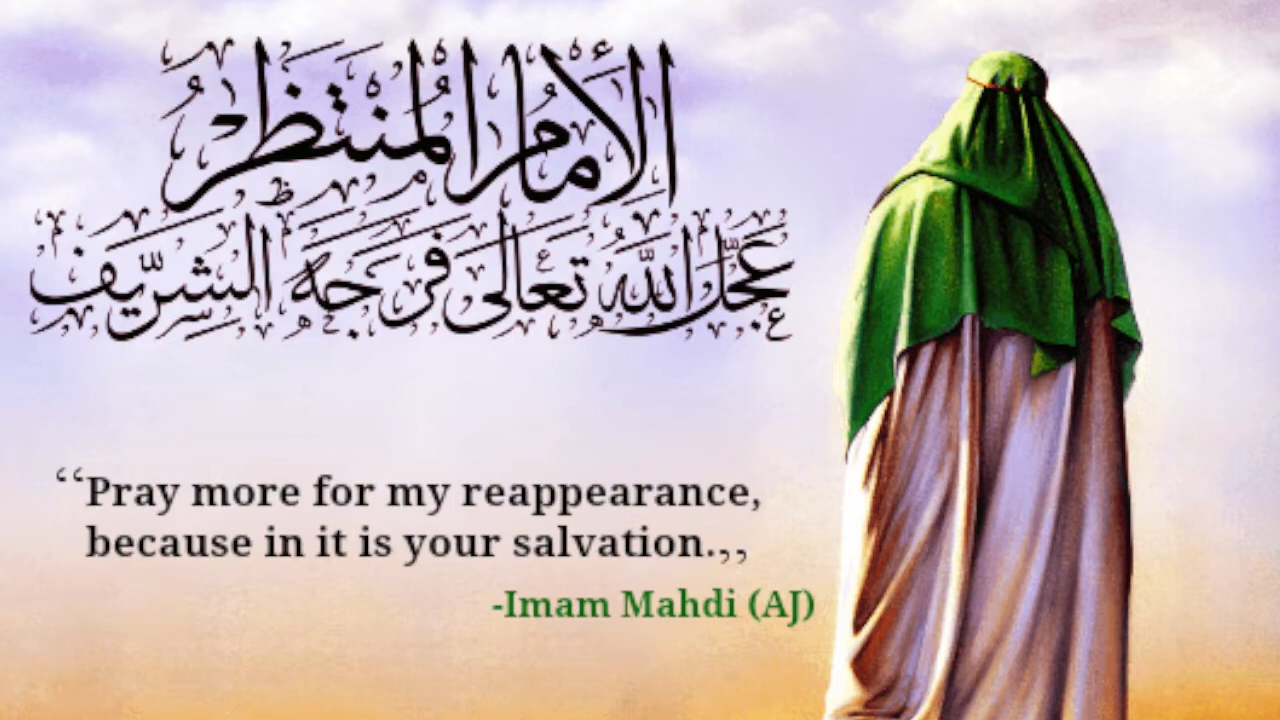 الإمام المنتظر
عجل الله تعالى فرجه الشريف
“Pray more for my reappearance,
because in it is your salvation.,,
-Imam Mahdi (AJ)